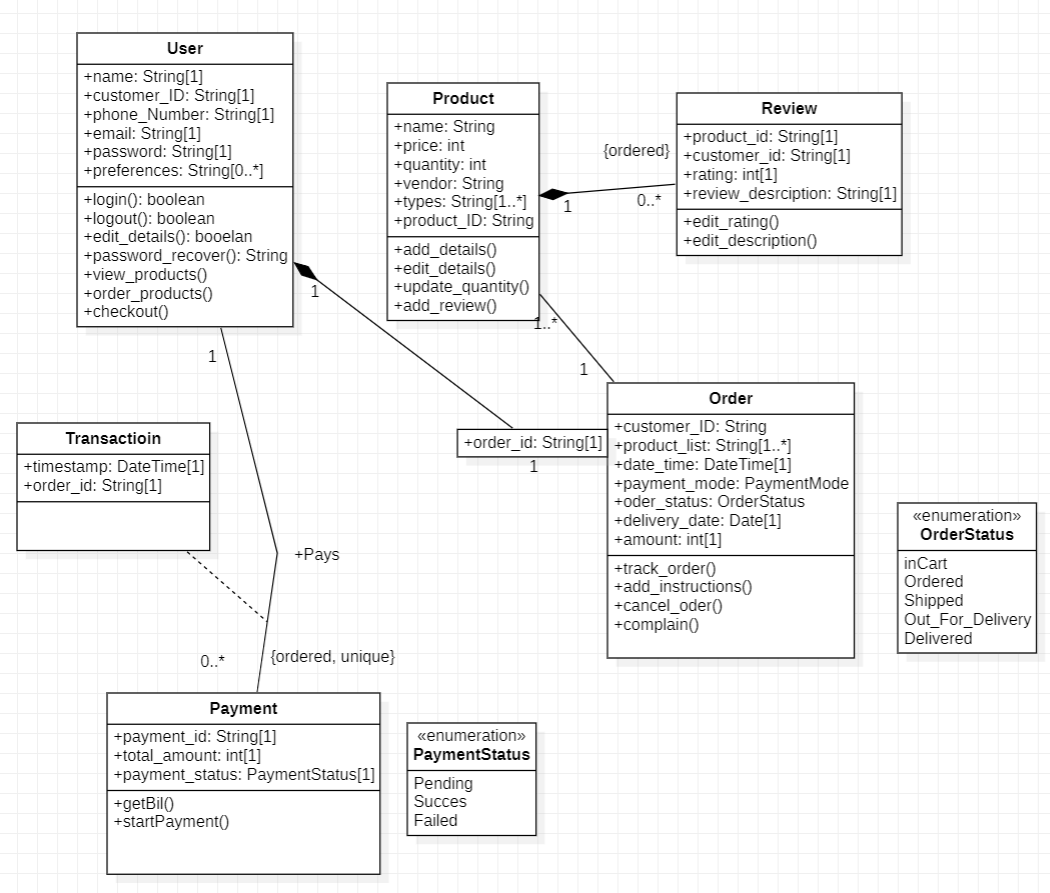 User
+name: String[1]
+customer_ID: String[1]
+phone_Number: String[1]
+email: String[1]
+password: String[1]
+preferences: String[0..*]
+login(): boolean
+logout(): boolean
+edit_details(): booelan
+password_recover(): String
+view_products()
+order_products()
+checkout()
Product
+name: String
+price: int
+quantity: int
+vendor: String
+types: String[1..*]
+product_ID: String
+add_details()
+edit_details()
+update_quantity()
+add_review()
{ordered}
1
0..*
Review
+product_id: String[1]
+customer_id: String[1]
+rating: int[1]
+review_desrciption: String[1]
+edit_rating()
+edit_description()
1
1..*
1
1
Transactioin
+timestamp: DateTime[1]
+order_id: String[1]
+order_id: String[1]
1
Order
+customer_ID: String
+product_list: String[1..*]
+date_time: DateTime[1]
+payment_mode: PaymentMode
+oder_status: OrderStatus
+delivery_date: Date[1]
+amount: int[1]
+track_order()
+add_instructions()
+cancel_oder()
+complain()
«enumeration»
OrderStatus
inCart
Ordered
Shipped
Out_For_Delivery
Delivered
+Pays
0..*
{ordered, unique}
Payment
+payment_id: String[1]
+total_amount: int[1]
+payment_status: PaymentStatus[1]
+getBil()
+startPayment()
«enumeration»
PaymentStatus
Pending
Succes
Failed